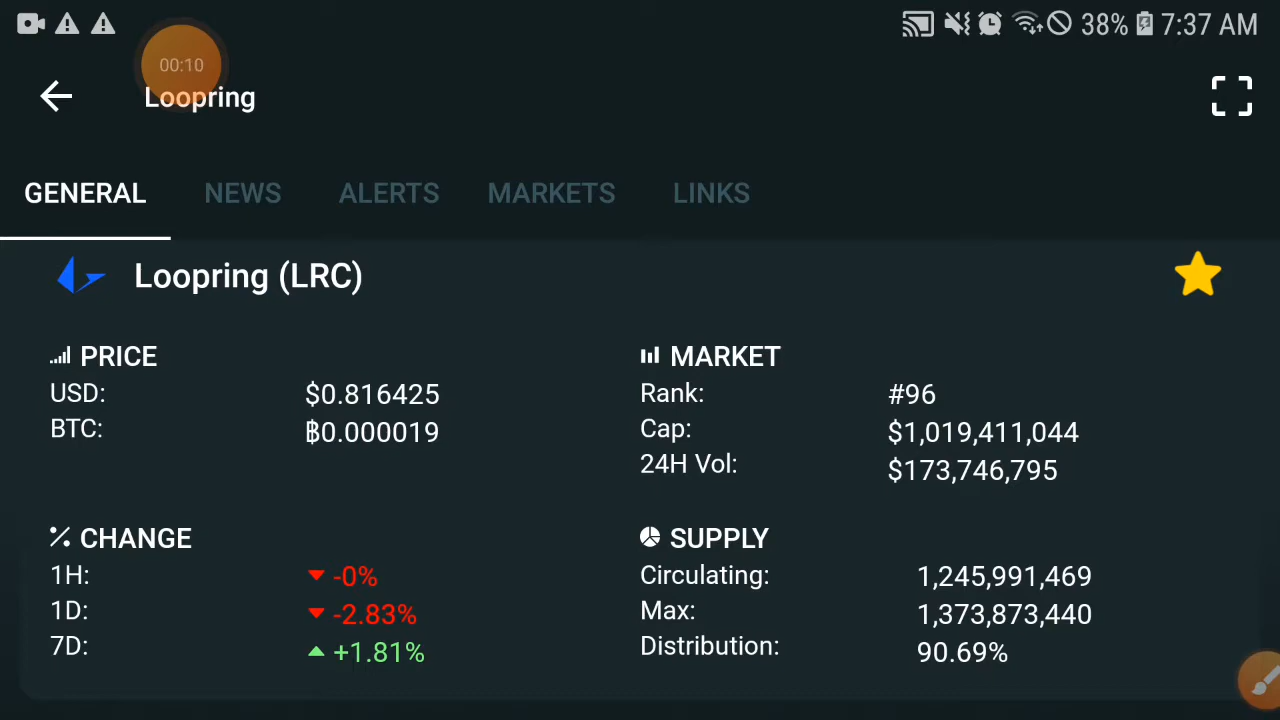 38% 7:37 AM
00:10
Loopring
GENERAL NEWS ALERTS MARKETS LINKS
Loopring (LRC)
PRICE
USD: $0.816425
BTC: ฿0.000019
MARKET
Rank: #96
Cap: $1,019,411,044
24H Vol: $173,746,795
CHANGE
1H: -0%
1D: -2.83%
7D: +1.81%
SUPPLY
Circulating: 1,245,991,469
Max: 1,373,873,440
Distribution: 90.69%